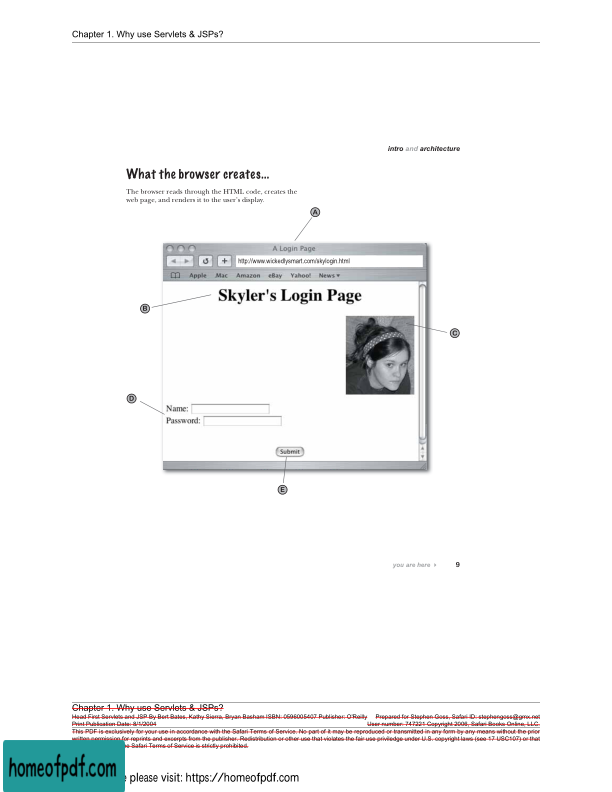 Chapter 1. Why use Servlets & JSPs?
intro and architecture
What the browser creates...
The browser reads through the HTML code, creates the
web page, and renders it to the user's display.
A
A Login Page
http://www.wickedlysmart.com/skylogin.html
Apple .Mac Amazon eBay Yahoo! News ▾
B
Skyler's Login Page
C
D
Name:
Password:
Submit
E
you are here ▸ 9
Chapter 1. Why use Servlets & JSPs?
Head First Servlets and JSP By Bert Bates, Kathy Sierra, Bryan Basham ISBN: 0596005407 Publisher: O'Reilly Prepared for Stephen Goss, Safari ID: stephengoss@gmx.net
Print Publication Date: 8/1/2004 User number: 747221 Copyright 2006, Safari Books Online, LLC.
This PDF is exclusively for your use in accordance with the Safari Terms of Service. No part of it may be reproduced or transmitted in any form by any means without the prior
written permission for reprints and excerpts from the publisher. Redistribution or other use that violates the fair use priviledge under U.S. copyright laws (see 17 USC107) or that
Safari Terms of Service is strictly prohibited.
homeofpdf.com
please visit: https://homeofpdf.com